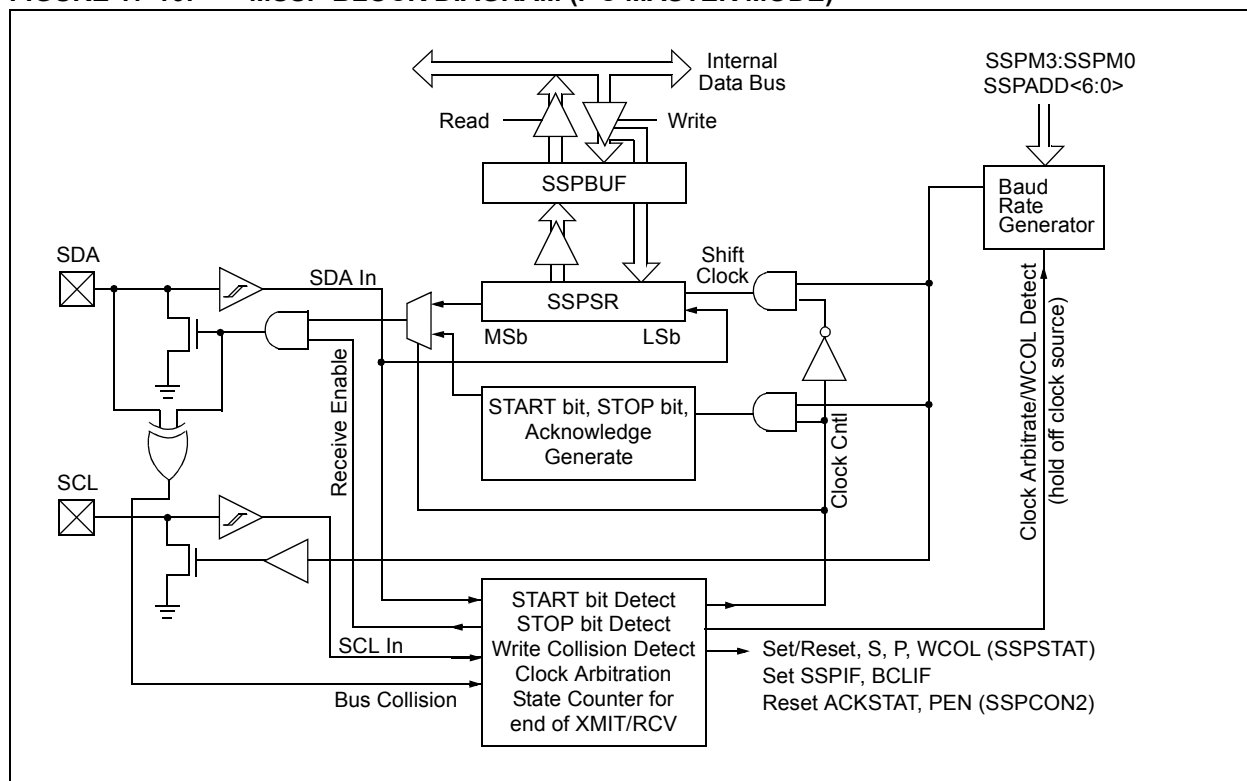 Internal
Data Bus
SSPM3:SSPM0
SSPADD<6:0>
Read
Write
SSPBUF
Baud
Rate
Generator
SDA
SDA In
Shift
Clock
SSPSR
MSb
LSb
START bit, STOP bit,
Acknowledge
Generate
Receive Enable
Clock Cntl
Clock Arbitrate/WCOL Detect
(hold off clock source)
SCL
SCL In
Bus Collision
START bit Detect
STOP bit Detect
Write Collision Detect
Clock Arbitration
State Counter for
end of XMIT/RCV
Set/Reset, S, P, WCOL (SSPSTAT)
Set SSPIF, BCLIF
Reset ACKSTAT, PEN (SSPCON2)